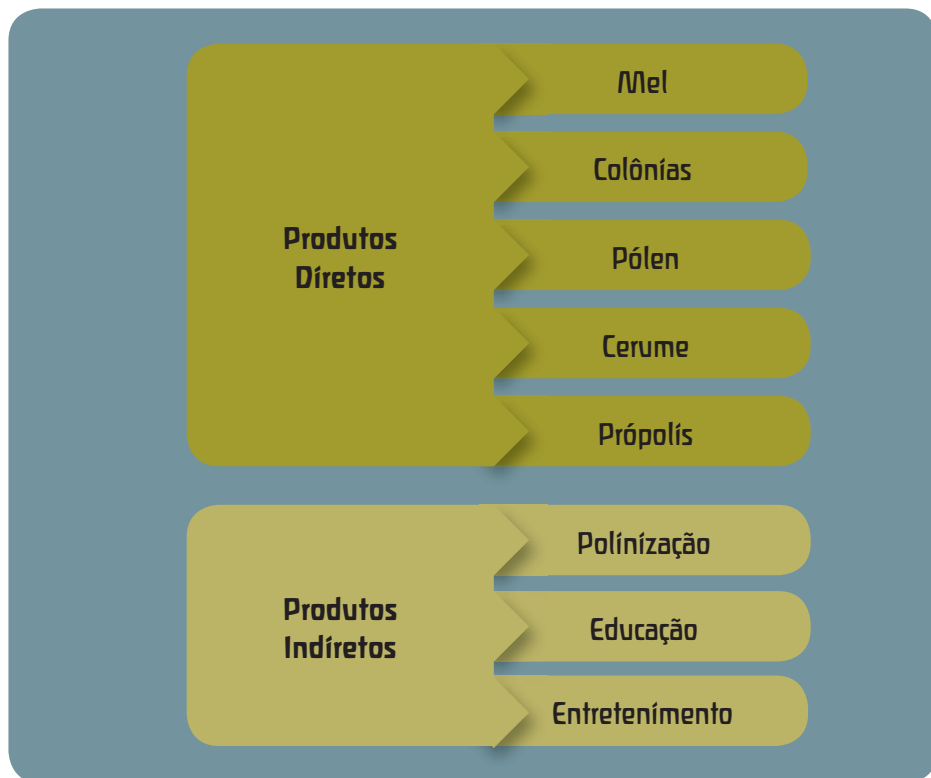 Produtos
Diretos
Mel
Colônias
Pólen
Cerume
Própolis
Produtos
Indiretos
Polinização
Educação
Entretenimento